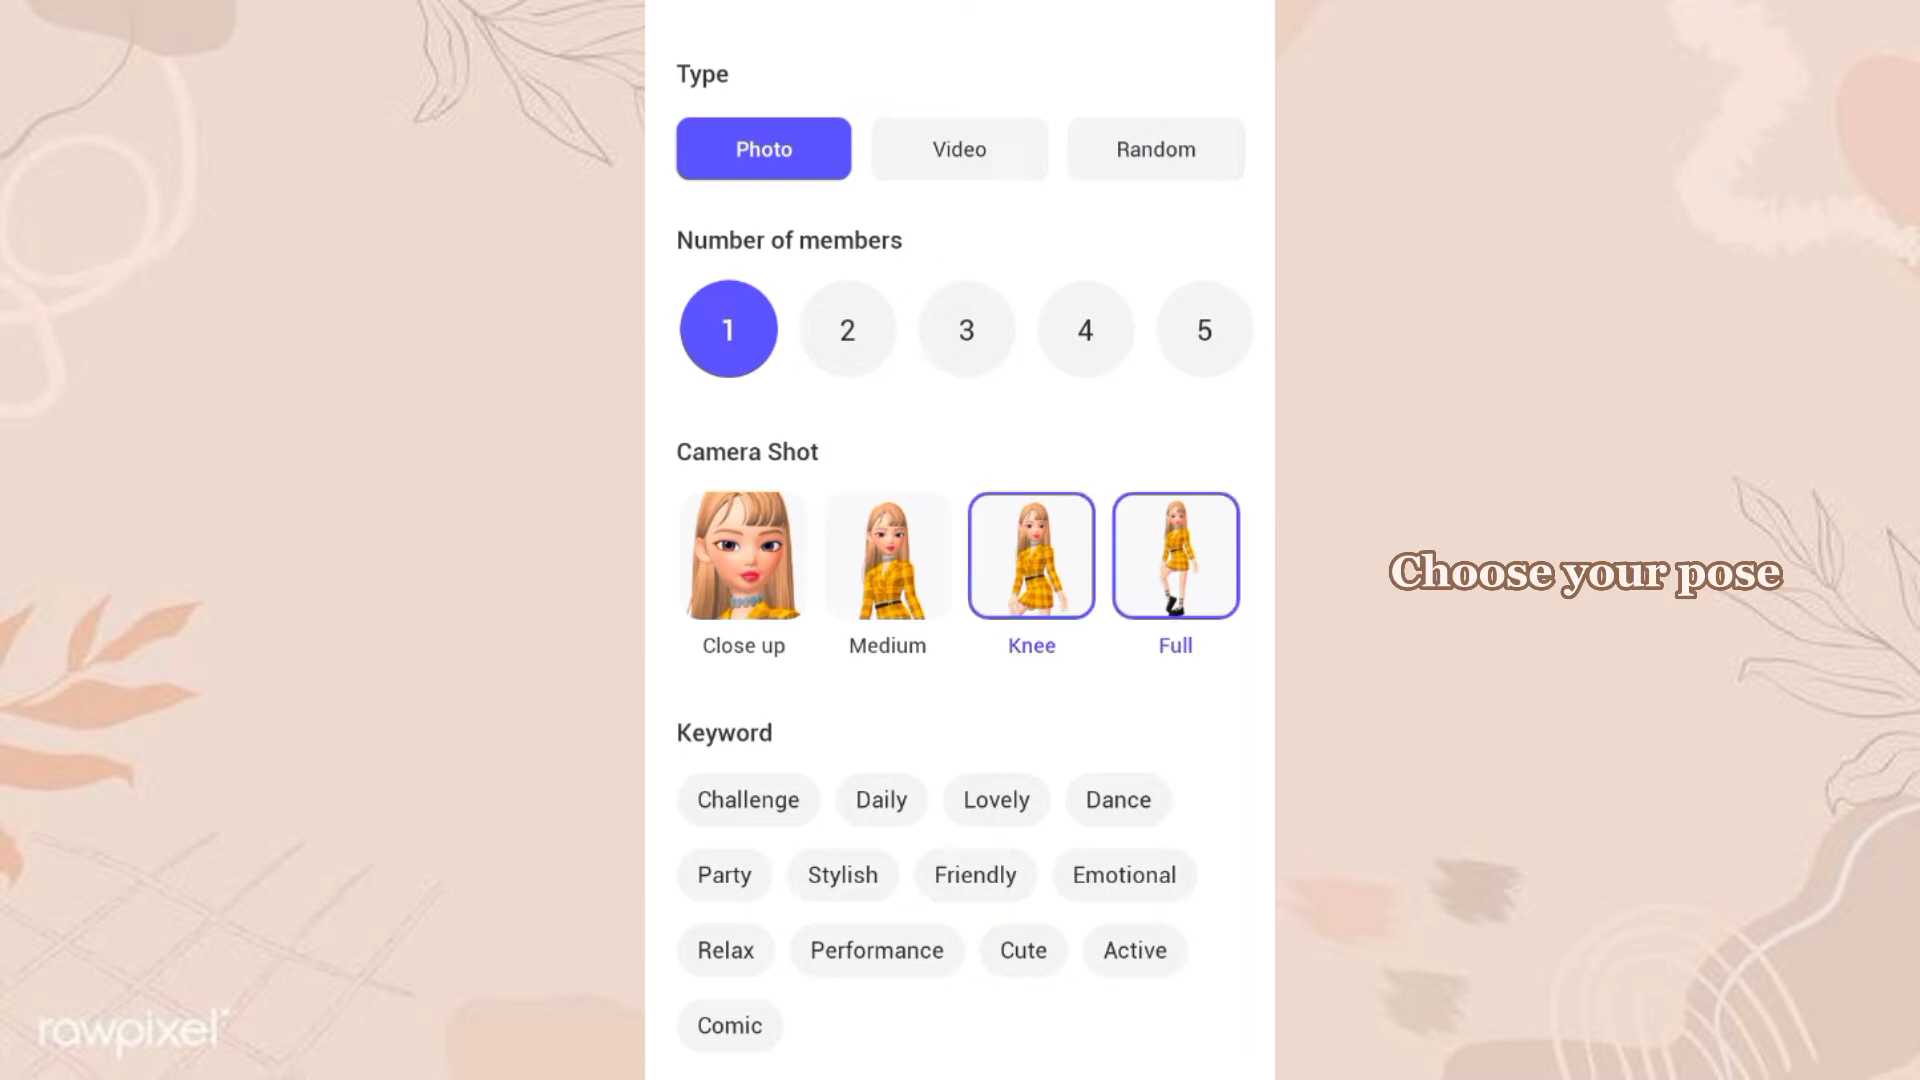 Type
Photo Video Random
Number of members
1 2 3 4 5
Camera Shot
Close up Medium Knee Full
Choose your pose
Keyword
Challenge Daily Lovely Dance
Party Stylish Friendly Emotional
Relax Performance Cute Active
Comic
rawpixel